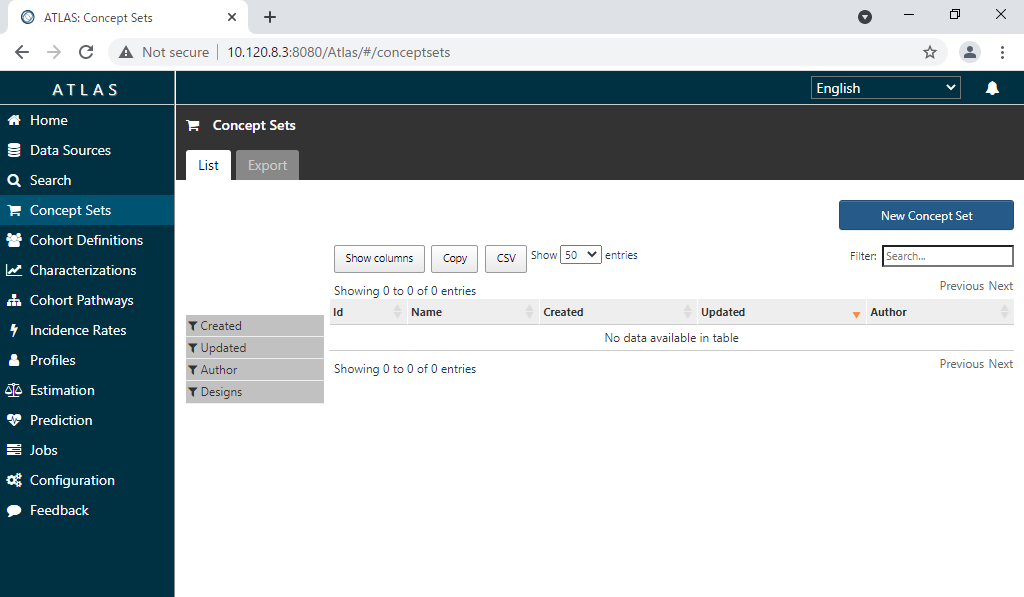 ATLAS: Concept Sets
Not secure 10.120.8.3:8080/Atlas/#/conceptsets
ATLAS
English
Home
Data Sources
Search
Concept Sets
Cohort Definitions
Characterizations
Cohort Pathways
Incidence Rates
Profiles
Estimation
Prediction
Jobs
Configuration
Feedback
Concept Sets
List Export
New Concept Set
Show columns Copy CSV Show 50 entries Filter: Search...
Showing 0 to 0 of 0 entries Previous Next
Id Name Created Updated Author
No data available in table
Showing 0 to 0 of 0 entries Previous Next
Created
Updated
Author
Designs